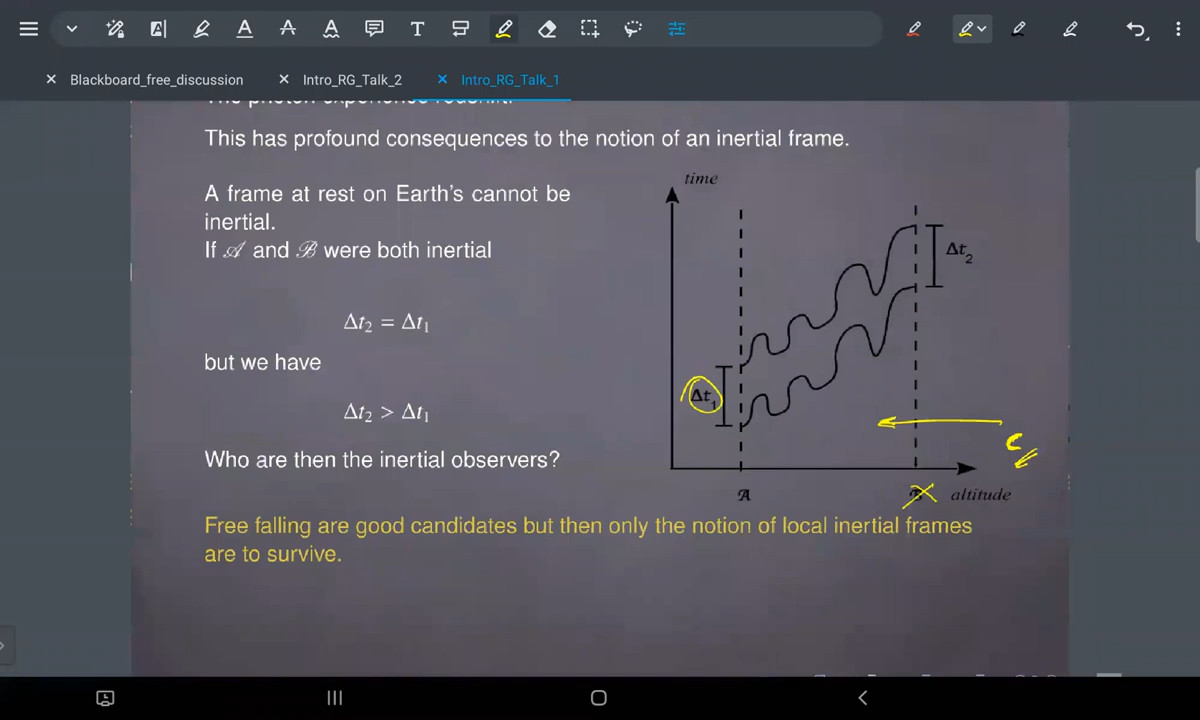 Blackboard_free_discussion
Intro_RG_Talk_2
Intro_RG_Talk_1
This has profound consequences to the notion of an inertial frame.
A frame at rest on Earth's cannot be
inertial.
If 𝒜 and ℬ were both inertial
Δt₂ = Δt₁
but we have
Δt₂ > Δt₁
Who are then the inertial observers?
time
Δt₂
Δt₁
𝒜
altitude
Free falling are good candidates but then only the notion of local inertial frames
are to survive.